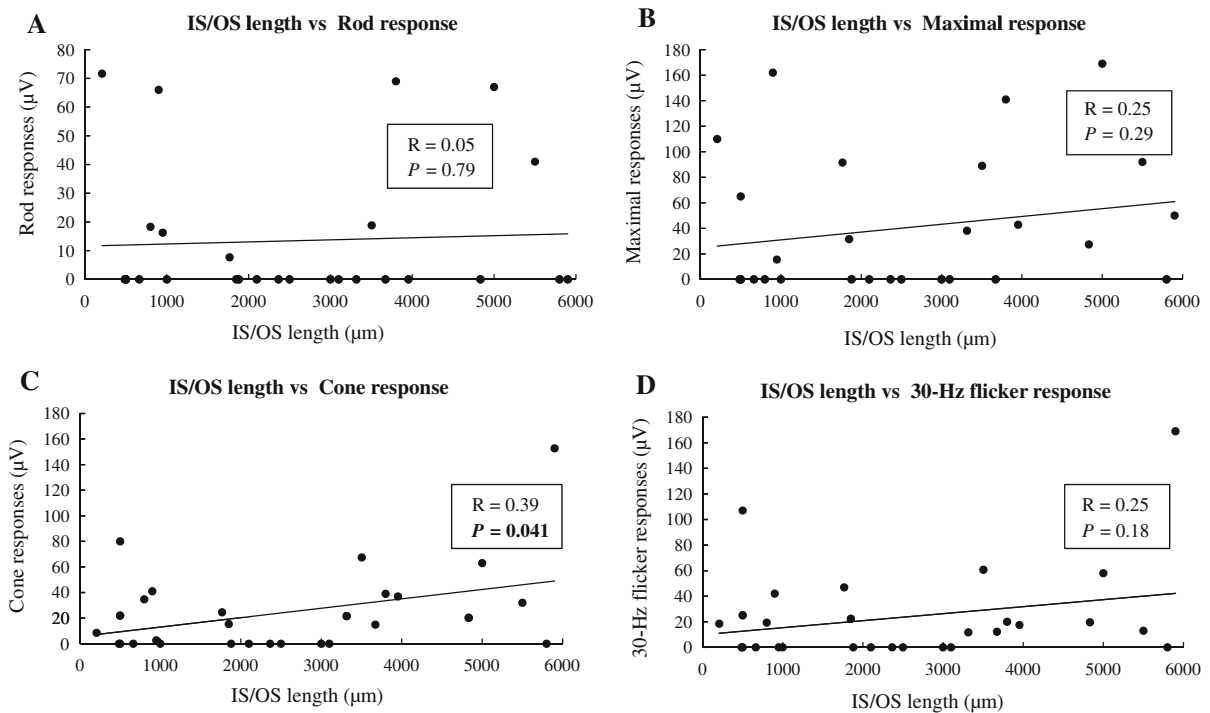 A
IS/OS length vs Rod response
Rod responses (µV)
80
70
60
50
40
30
20
10
0
R = 0.05
P = 0.79
0 1000 2000 3000 4000 5000 6000
IS/OS length (µm)
B
IS/OS length vs Maximal response
Maximal responses (µV)
180
160
140
120
100
80
60
40
20
0
R = 0.25
P = 0.29
0 1000 2000 3000 4000 5000 6000
IS/OS length (µm)
C
IS/OS length vs Cone response
Cone responses (µV)
180
160
140
120
100
80
60
40
20
0
R = 0.39
P = 0.041
0 1000 2000 3000 4000 5000 6000
IS/OS length (µm)
D
IS/OS length vs 30-Hz flicker response
30-Hz flicker responses (µV)
180
160
140
120
100
80
60
40
20
0
R = 0.25
P = 0.18
0 1000 2000 3000 4000 5000 6000
IS/OS length (µm)